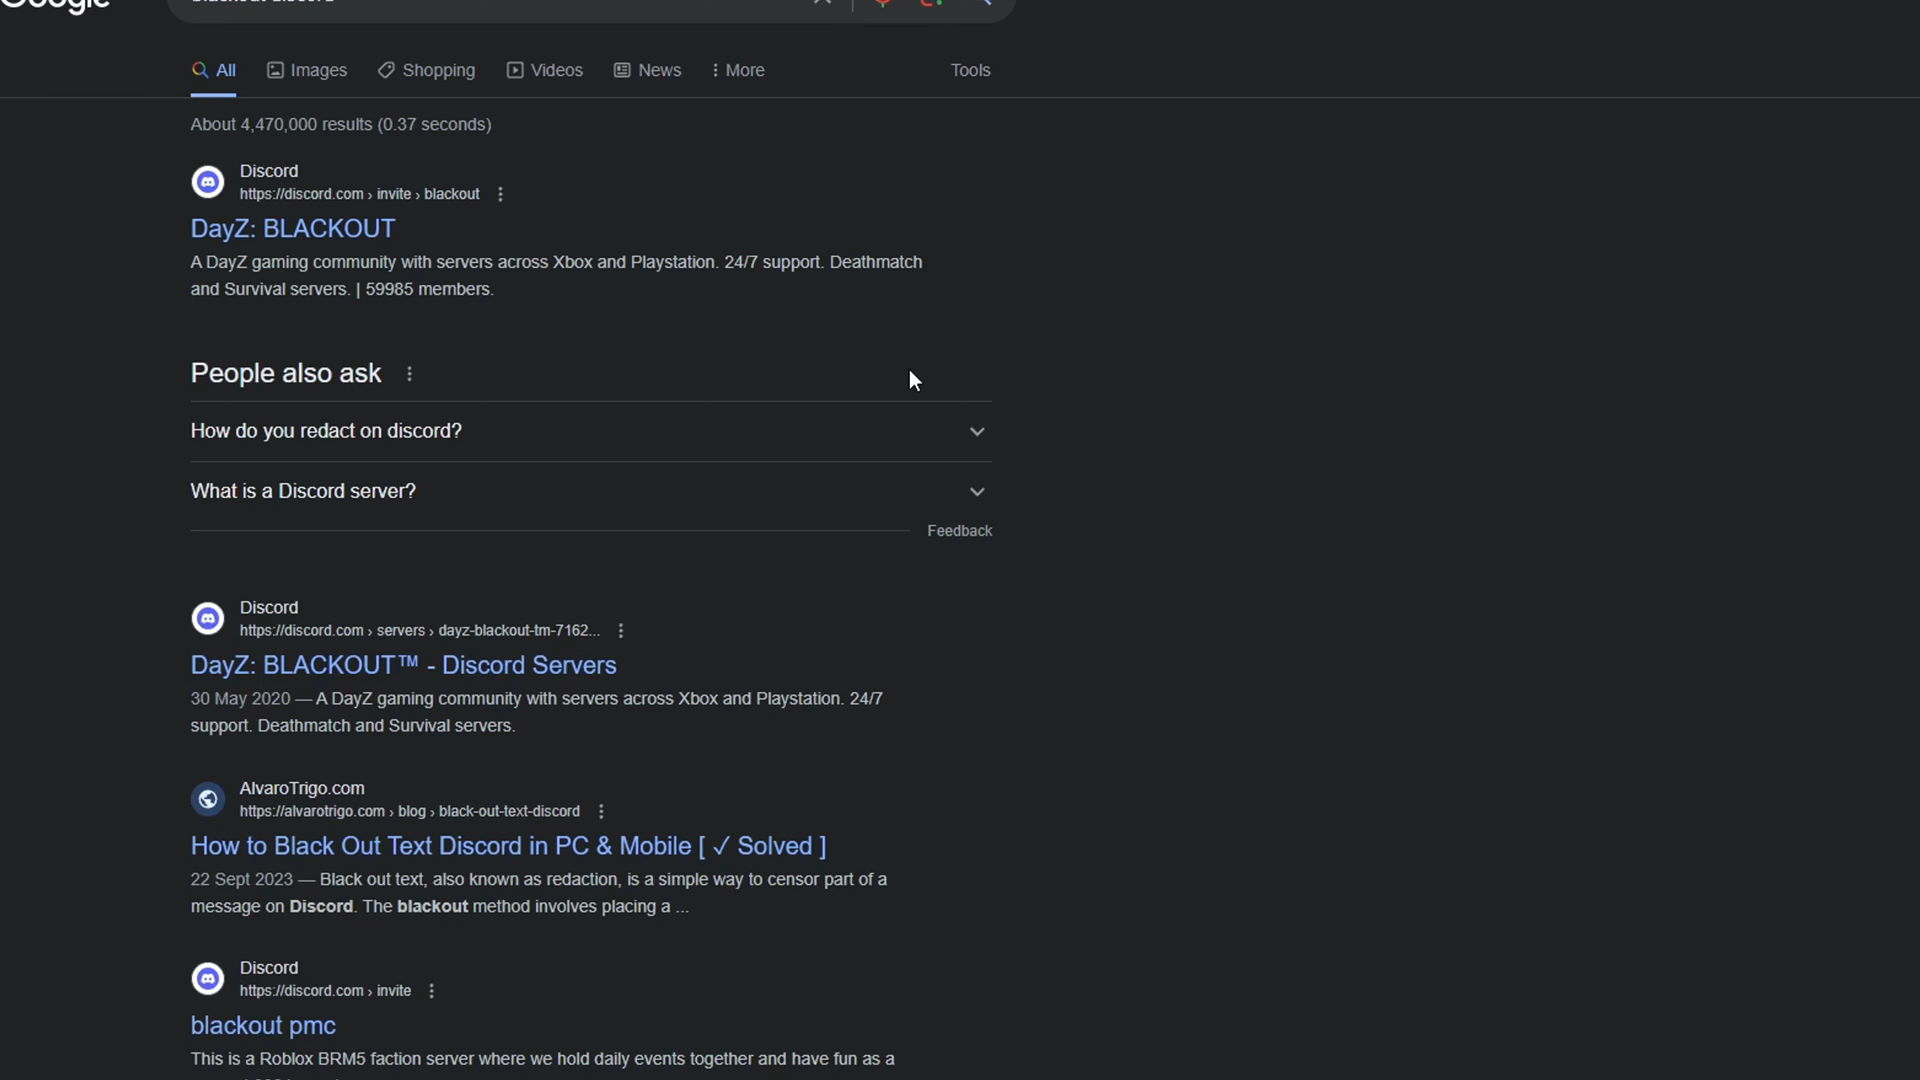 Google
All Images Shopping Videos News More Tools
About 4,470,000 results (0.37 seconds)
Discord
https://discord.com › invite › blackout
DayZ: BLACKOUT
A DayZ gaming community with servers across Xbox and Playstation. 24/7 support. Deathmatch
and Survival servers. | 59985 members.
People also ask
How do you redact on discord?
What is a Discord server?
Feedback
Discord
https://discord.com › servers › dayz-blackout-tm-7162...
DayZ: BLACKOUT™ - Discord Servers
30 May 2020 — A DayZ gaming community with servers across Xbox and Playstation. 24/7
support. Deathmatch and Survival servers.
AlvaroTrigo.com
https://alvarotrigo.com › blog › black-out-text-discord
How to Black Out Text Discord in PC & Mobile [ ✓ Solved ]
22 Sept 2023 — Black out text, also known as redaction, is a simple way to censor part of a
message on Discord. The blackout method involves placing a ...
Discord
https://discord.com › invite
blackout pmc
This is a Roblox BRM5 faction server where we hold daily events together and have fun as a